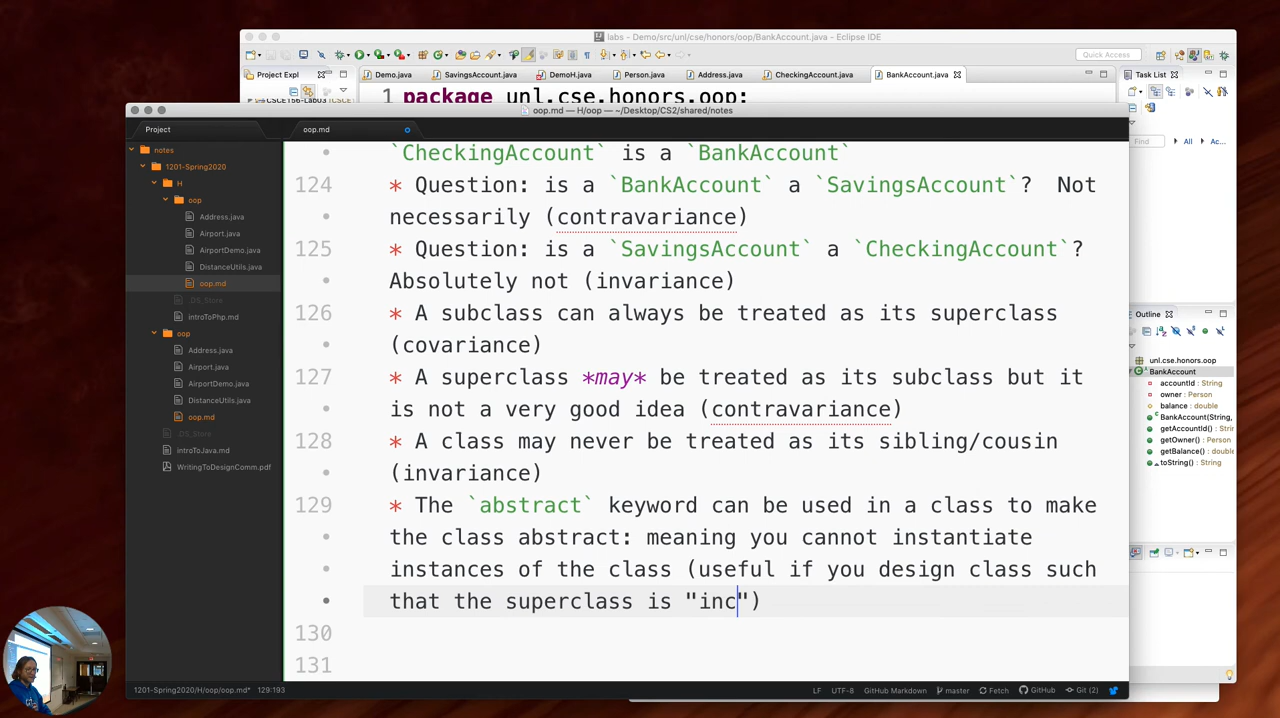 labs - Demo/src/unl/cse/honors/oop/BankAccount.java - Eclipse IDE
Quick Access
Project Expl
Demo.java
SavingsAccount.java
DemoH.java
Person.java
Address.java
CheckingAccount.java
BankAccount.java
Task List
1 package unl.cse.honors.oop;
oop.md — H/oop — ~/Desktop/CS2/shared/notes
Project
oop.md
Find
All
Ac...
notes
1201-Spring2020
H
oop
Address.java
Airport.java
AirportDemo.java
DistanceUtils.java
oop.md
.DS_Store
introToPhp.md
oop
Address.java
Airport.java
AirportDemo.java
DistanceUtils.java
oop.md
.DS_Store
introToJava.md
WritingToDesignComm.pdf
`CheckingAccount` is a `BankAccount`
124 * Question: is a `BankAccount` a `SavingsAccount`? Not
necessarily (contravariance)
125 * Question: is a `SavingsAccount` a `CheckingAccount`?
Absolutely not (invariance)
126 * A subclass can always be treated as its superclass
(covariance)
127 * A superclass *may* be treated as its subclass but it
is not a very good idea (contravariance)
128 * A class may never be treated as its sibling/cousin
(invariance)
129 * The `abstract` keyword can be used in a class to make
the class abstract: meaning you cannot instantiate
instances of the class (useful if you design class such
that the superclass is "inc")
130
131
Outline
unl.cse.honors.oop
BankAccount
accountId : String
owner : Person
balance : double
BankAccount(String,
getAccountId() : Stri
getOwner() : Person
getBalance() : double
toString() : String
1201-Spring2020/H/oop/oop.md* 129:193
LF UTF-8 GitHub Markdown master Fetch GitHub Git (2)